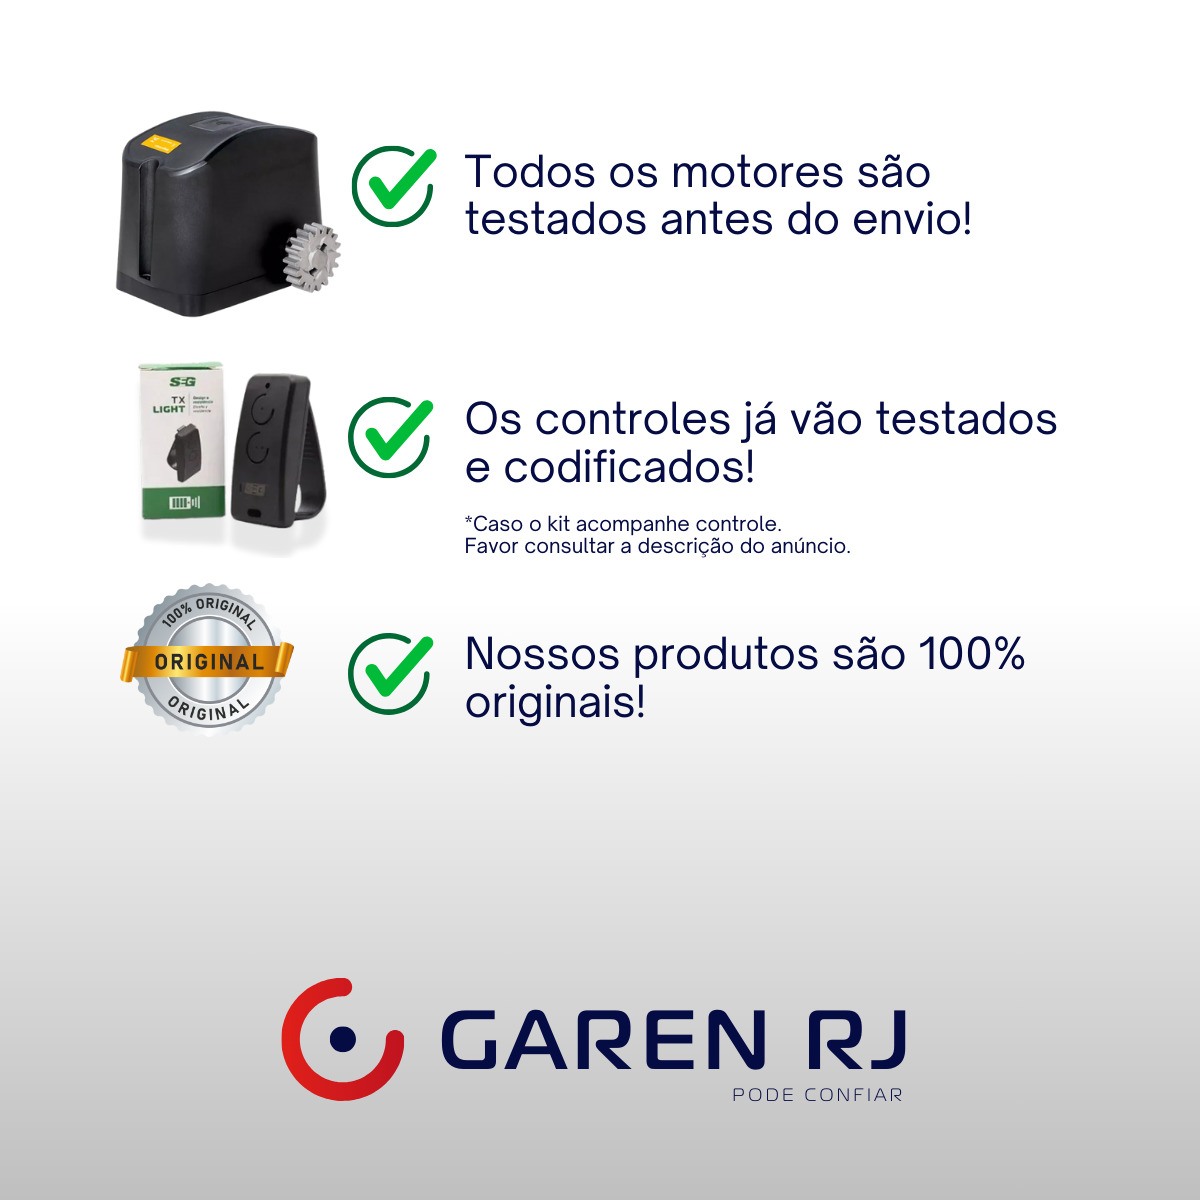 Todos os motores são
testados antes do envio!
SEG
TX
LIGHT
SEG
Os controles já vão testados
e codificados!
*Caso o kit acompanhe controle.
Favor consultar a descrição do anúncio.
100% ORIGINAL
ORIGINAL
ORIGINAL
Nossos produtos são 100%
originais!
GAREN RJ
PODE CONFIAR